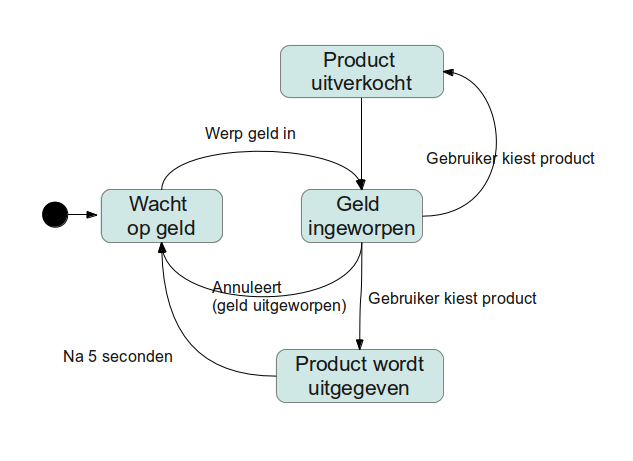 Product
uitverkocht
Werp geld in
Gebruiker kiest product
Wacht
op geld
Geld
ingeworpen
Annuleert
(geld uitgeworpen)
Gebruiker kiest product
Na 5 seconden
Product wordt
uitgegeven